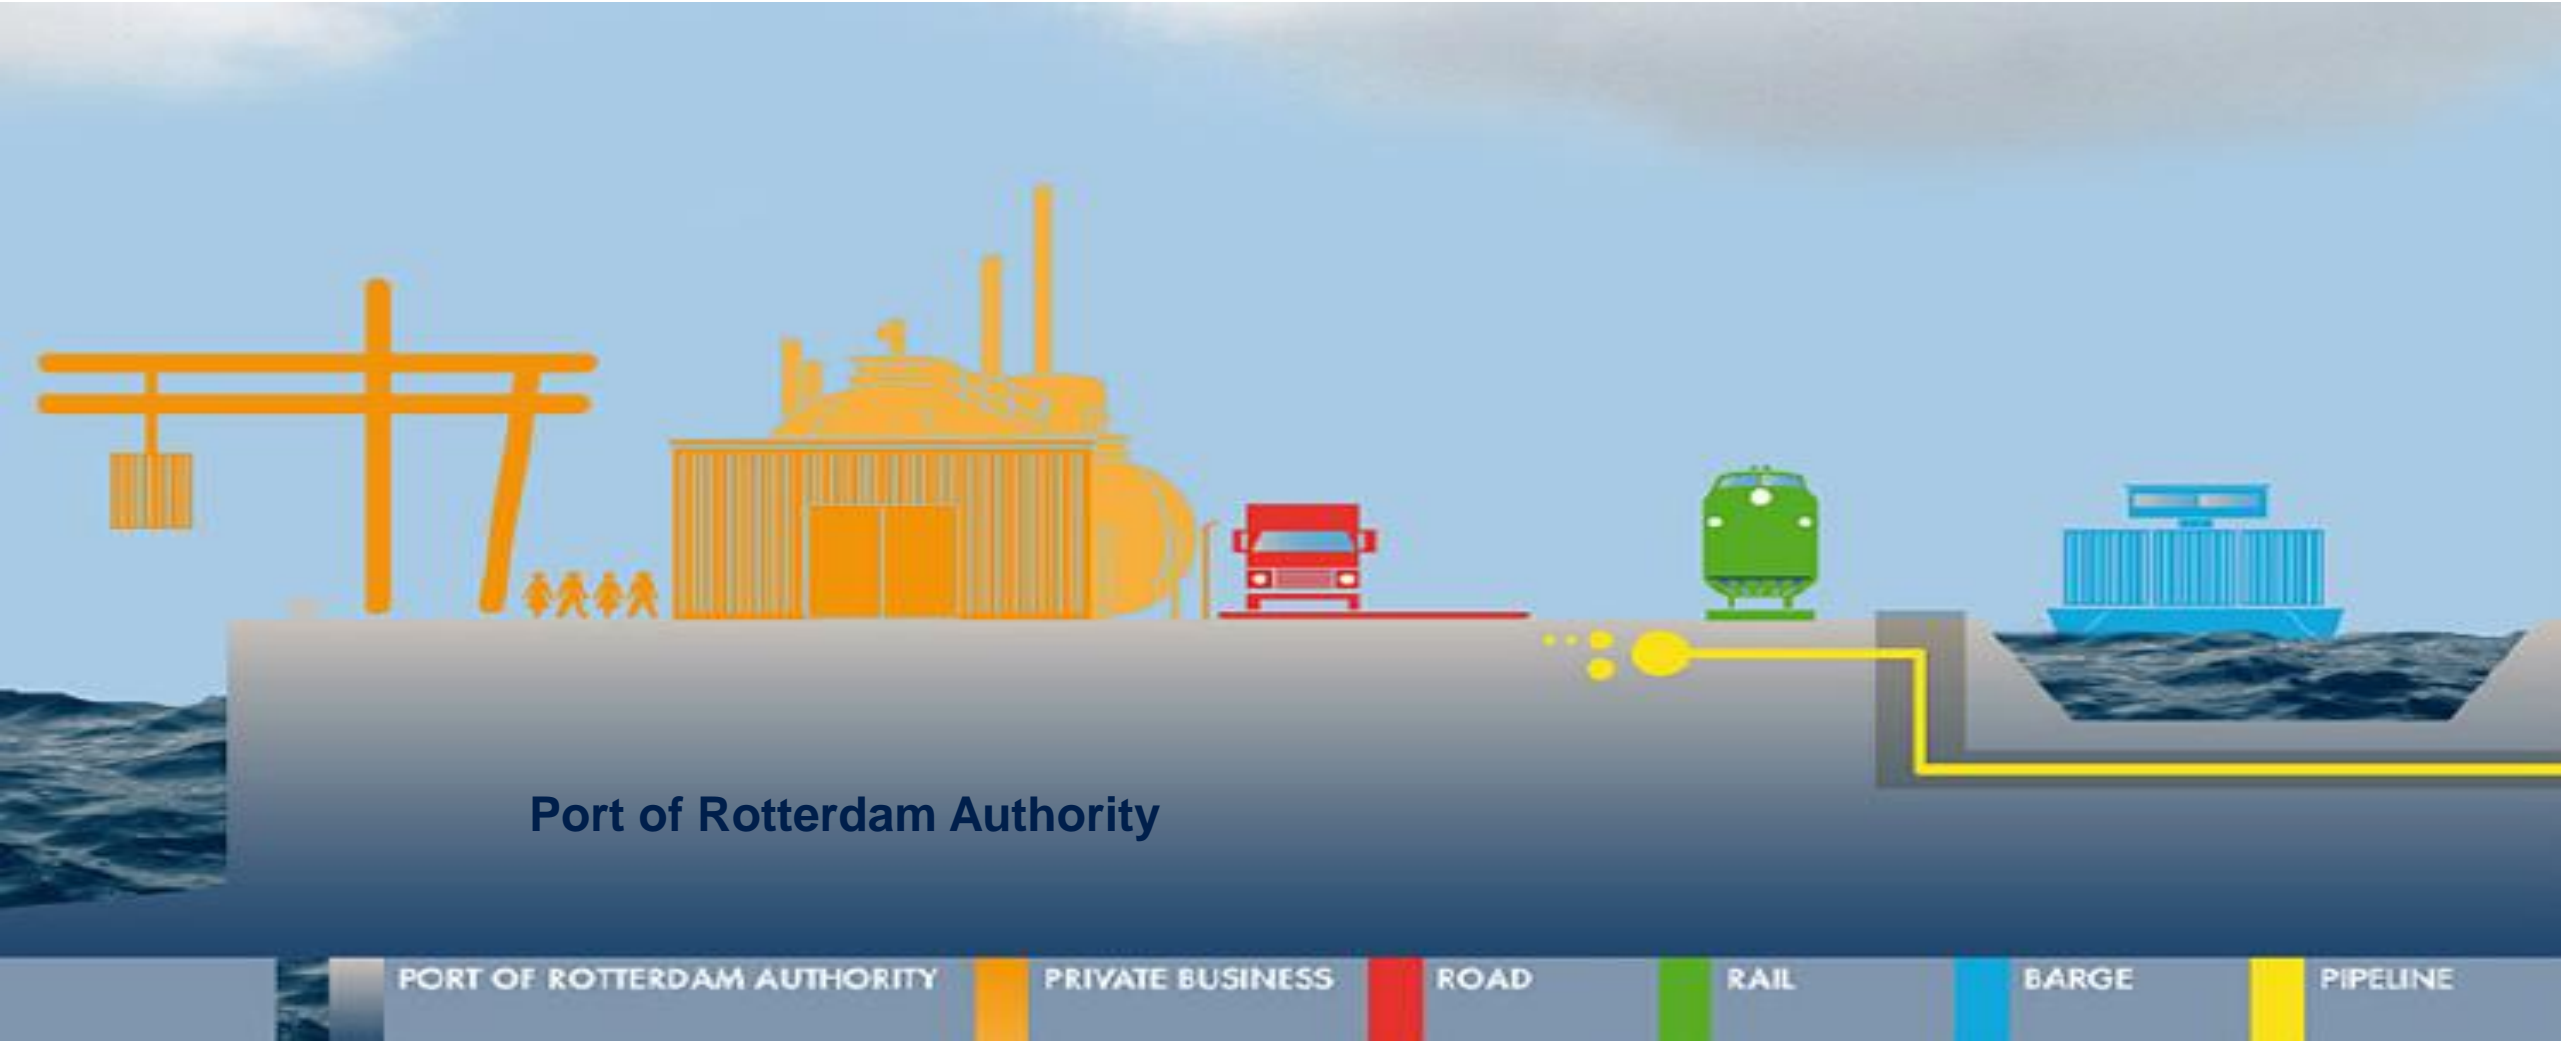 Port of Rotterdam Authority
PORT OF ROTTERDAM AUTHORITY
PRIVATE BUSINESS
ROAD
RAIL
BARGE
PIPELINE